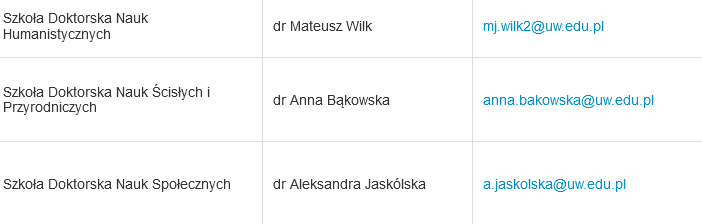 Szkoła Doktorska Nauk
Humanistycznych
dr Mateusz Wilk
mj.wilk2@uw.edu.pl
Szkoła Doktorska Nauk Ścisłych i
Przyrodniczych
dr Anna Bąkowska
anna.bakowska@uw.edu.pl
Szkoła Doktorska Nauk Społecznych
dr Aleksandra Jaskólska
a.jaskolska@uw.edu.pl